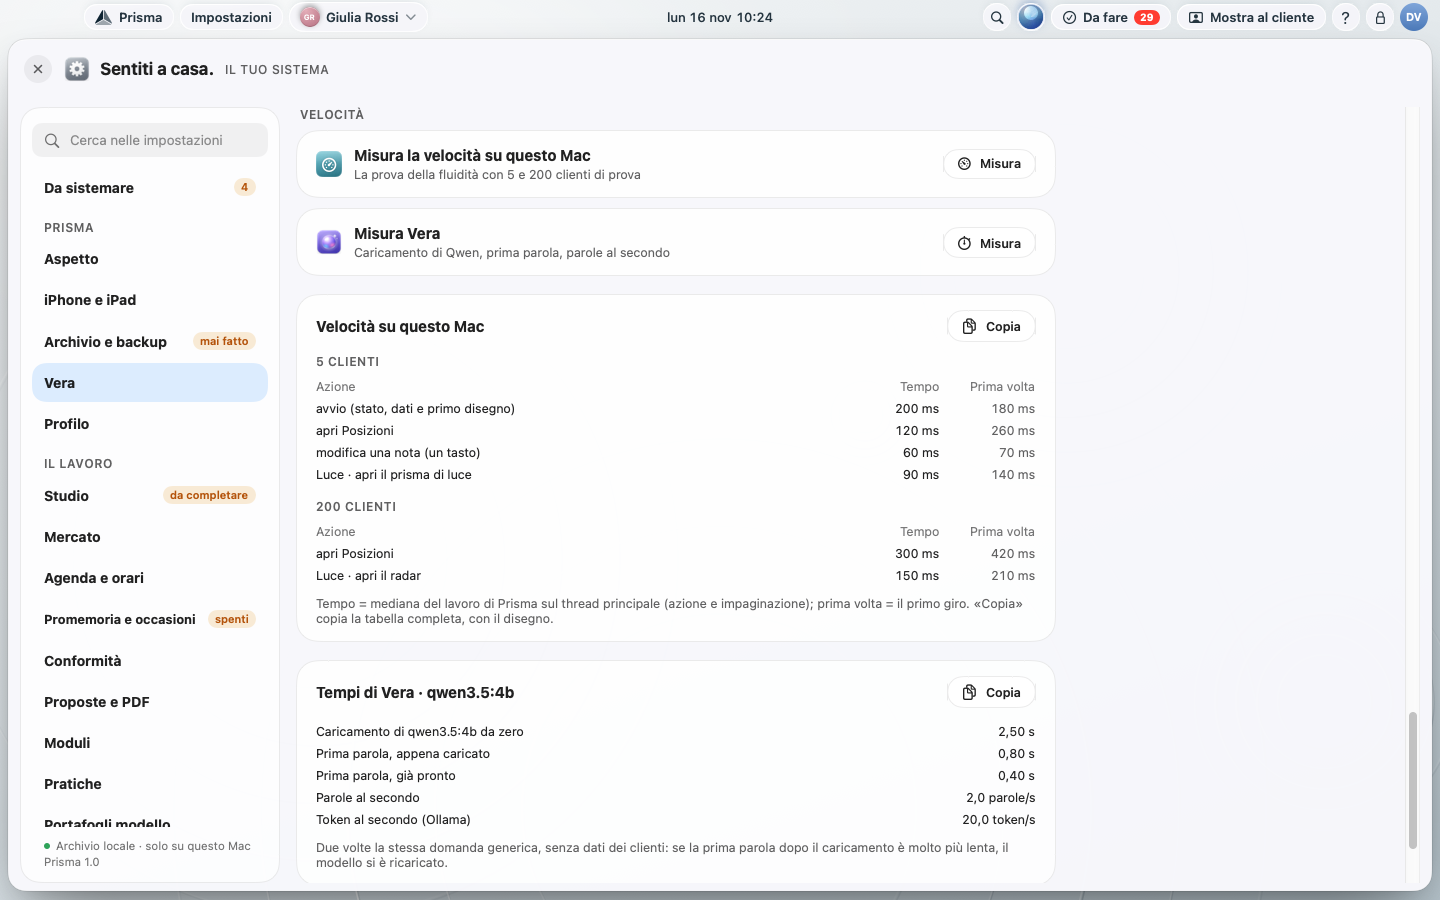 Prisma
Impostazioni
GR Giulia Rossi
lun 16 nov 10:24
Da fare 29
Mostra al cliente
?
DV
Sentiti a casa. IL TUO SISTEMA
Cerca nelle impostazioni
Da sistemare 4
PRISMA
Aspetto
iPhone e iPad
Archivio e backup mai fatto
Vera
Profilo
IL LAVORO
Studio da completare
Mercato
Agenda e orari
Promemoria e occasioni spenti
Conformità
Proposte e PDF
Moduli
Pratiche
Portafogli modello
Archivio locale · solo su questo Mac
Prisma 1.0
VELOCITÀ
Misura la velocità su questo Mac
La prova della fluidità con 5 e 200 clienti di prova
Misura
Misura Vera
Caricamento di Qwen, prima parola, parole al secondo
Misura
Velocità su questo Mac
Copia
5 CLIENTI
Azione Tempo Prima volta
avvio (stato, dati e primo disegno) 200 ms 180 ms
apri Posizioni 120 ms 260 ms
modifica una nota (un tasto) 60 ms 70 ms
Luce · apri il prisma di luce 90 ms 140 ms
200 CLIENTI
Azione Tempo Prima volta
apri Posizioni 300 ms 420 ms
Luce · apri il radar 150 ms 210 ms
Tempo = mediana del lavoro di Prisma sul thread principale (azione e impaginazione); prima volta = il primo giro. «Copia»
copia la tabella completa, con il disegno.
Tempi di Vera · qwen3.5:4b
Copia
Caricamento di qwen3.5:4b da zero 2,50 s
Prima parola, appena caricato 0,80 s
Prima parola, già pronto 0,40 s
Parole al secondo 2,0 parole/s
Token al secondo (Ollama) 20,0 token/s
Due volte la stessa domanda generica, senza dati dei clienti: se la prima parola dopo il caricamento è molto più lenta, il
modello si è ricaricato.